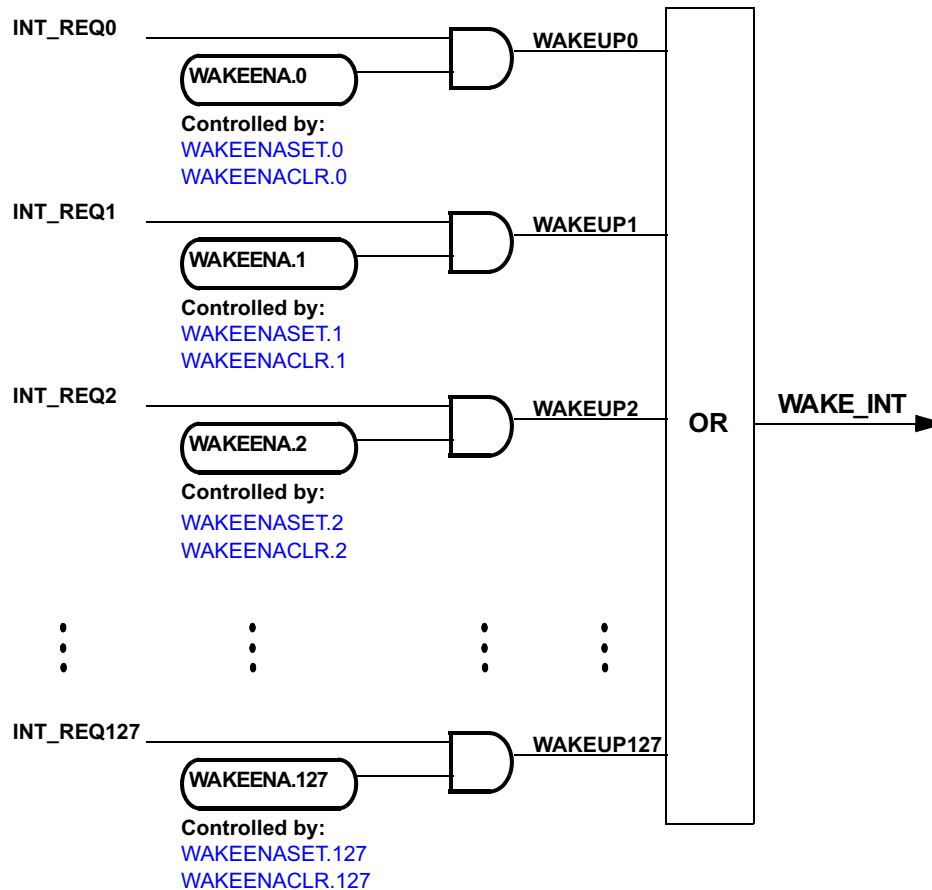 INT_REQ0
WAKEUP0
WAKEENA.0
Controlled by:
WAKEENASET.0
WAKEENACLR.0
INT_REQ1
WAKEUP1
WAKEENA.1
Controlled by:
WAKEENASET.1
WAKEENACLR.1
INT_REQ2
WAKEUP2
WAKEENA.2
OR
WAKE_INT
Controlled by:
WAKEENASET.2
WAKEENACLR.2
INT_REQ127
WAKEUP127
WAKEENA.127
Controlled by:
WAKEENASET.127
WAKEENACLR.127